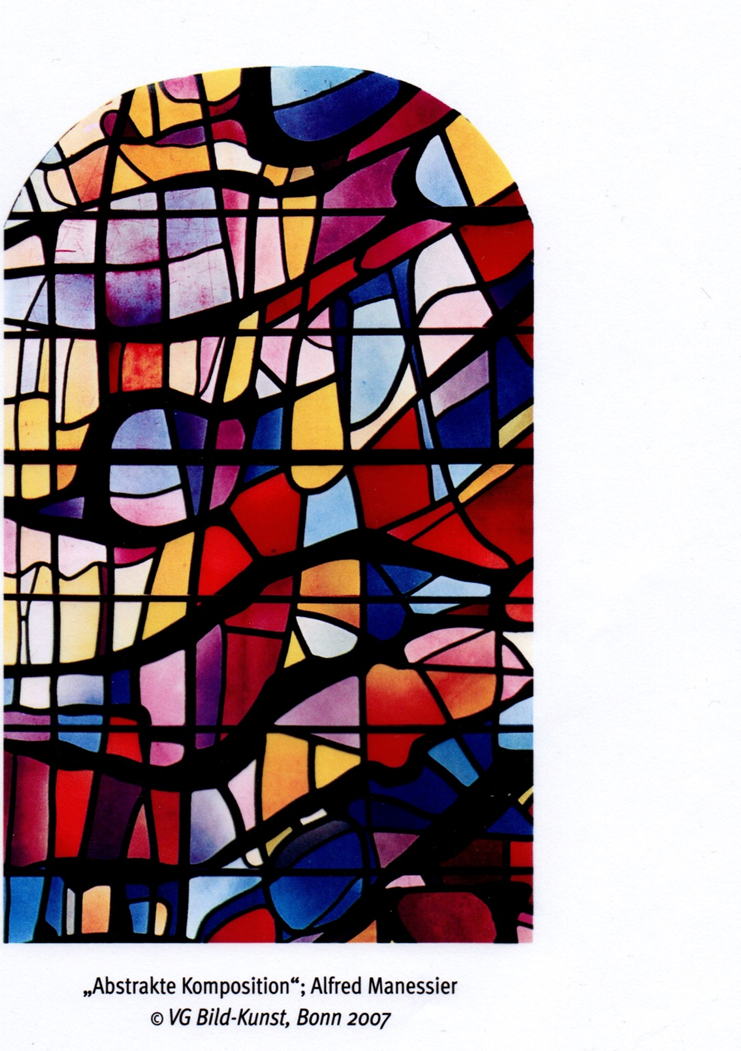 „Abstrakte Komposition“; Alfred Manessier
© VG Bild-Kunst, Bonn 2007